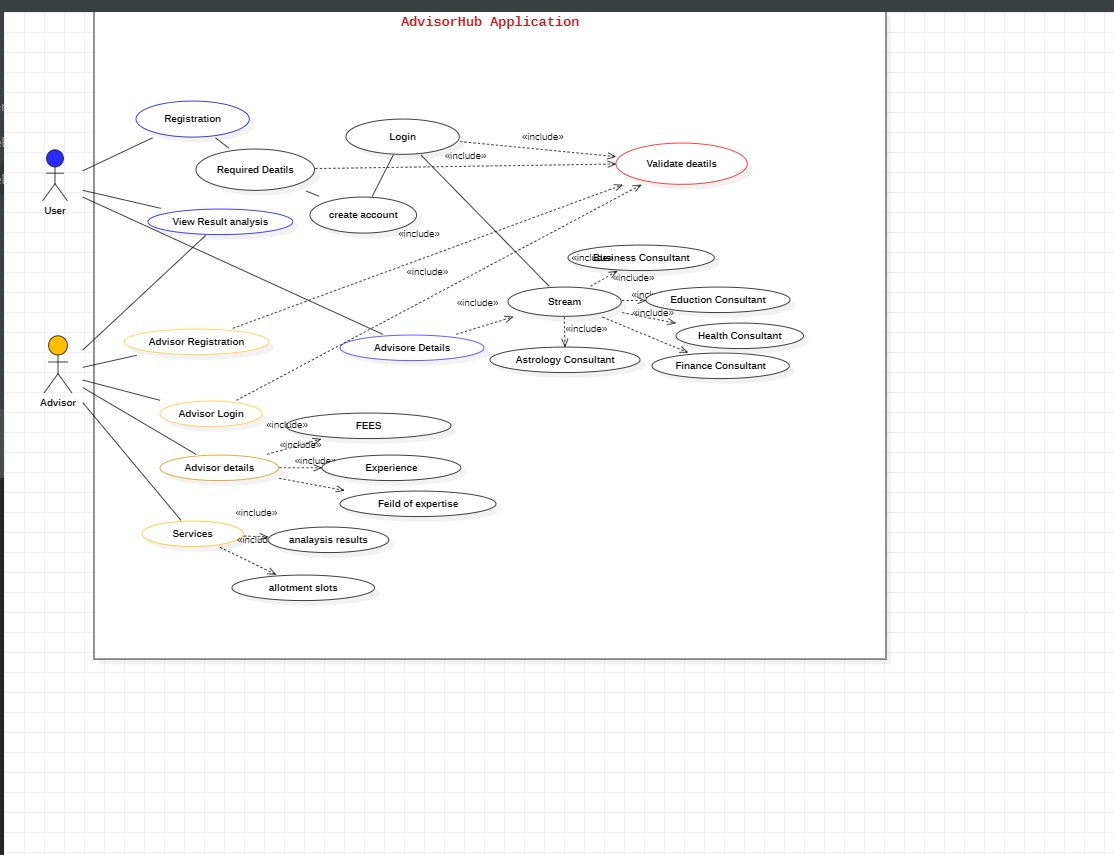 AdvisorHub Application
Registration
Login
«include»
Required Deatils
«include»
Validate deatils
User
View Result analysis
create account
«include»
«include»
Business Consultant
«include»
«include»
Stream
Eduction Consultant
«include»
«include»
«include»
Health Consultant
Advisor Registration
Advisore Details
Astrology Consultant
Finance Consultant
Advisor
Advisor Login
«include»
FEES
«include»
Advisor details
«include»
Experience
Feild of expertise
«include»
Services
analaysis results
allotment slots